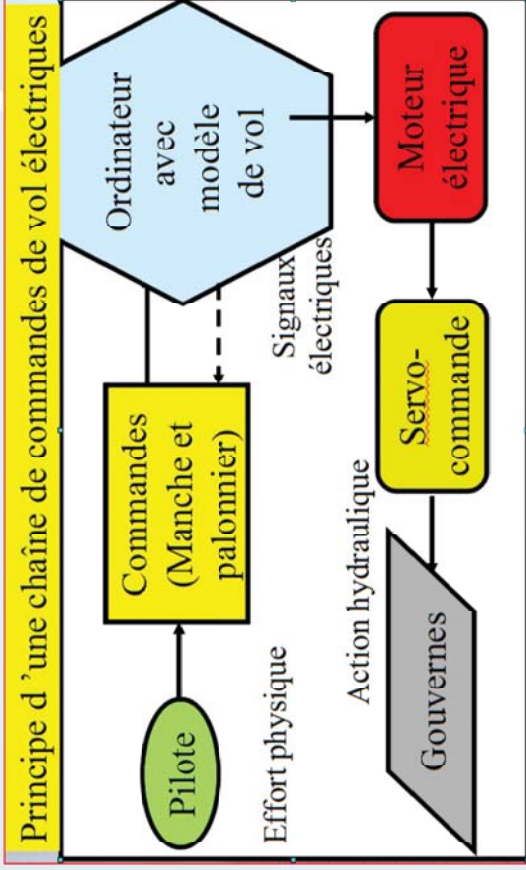 Principe d ’une chaîne de commandes de vol électriques
Pilote
Effort physique
Commandes
(Manche et
palonnier)
Ordinateur
avec
modèle
de vol
Signaux
électriques
Moteur
électrique
Servo-
commande
Action hydraulique
Gouvernes